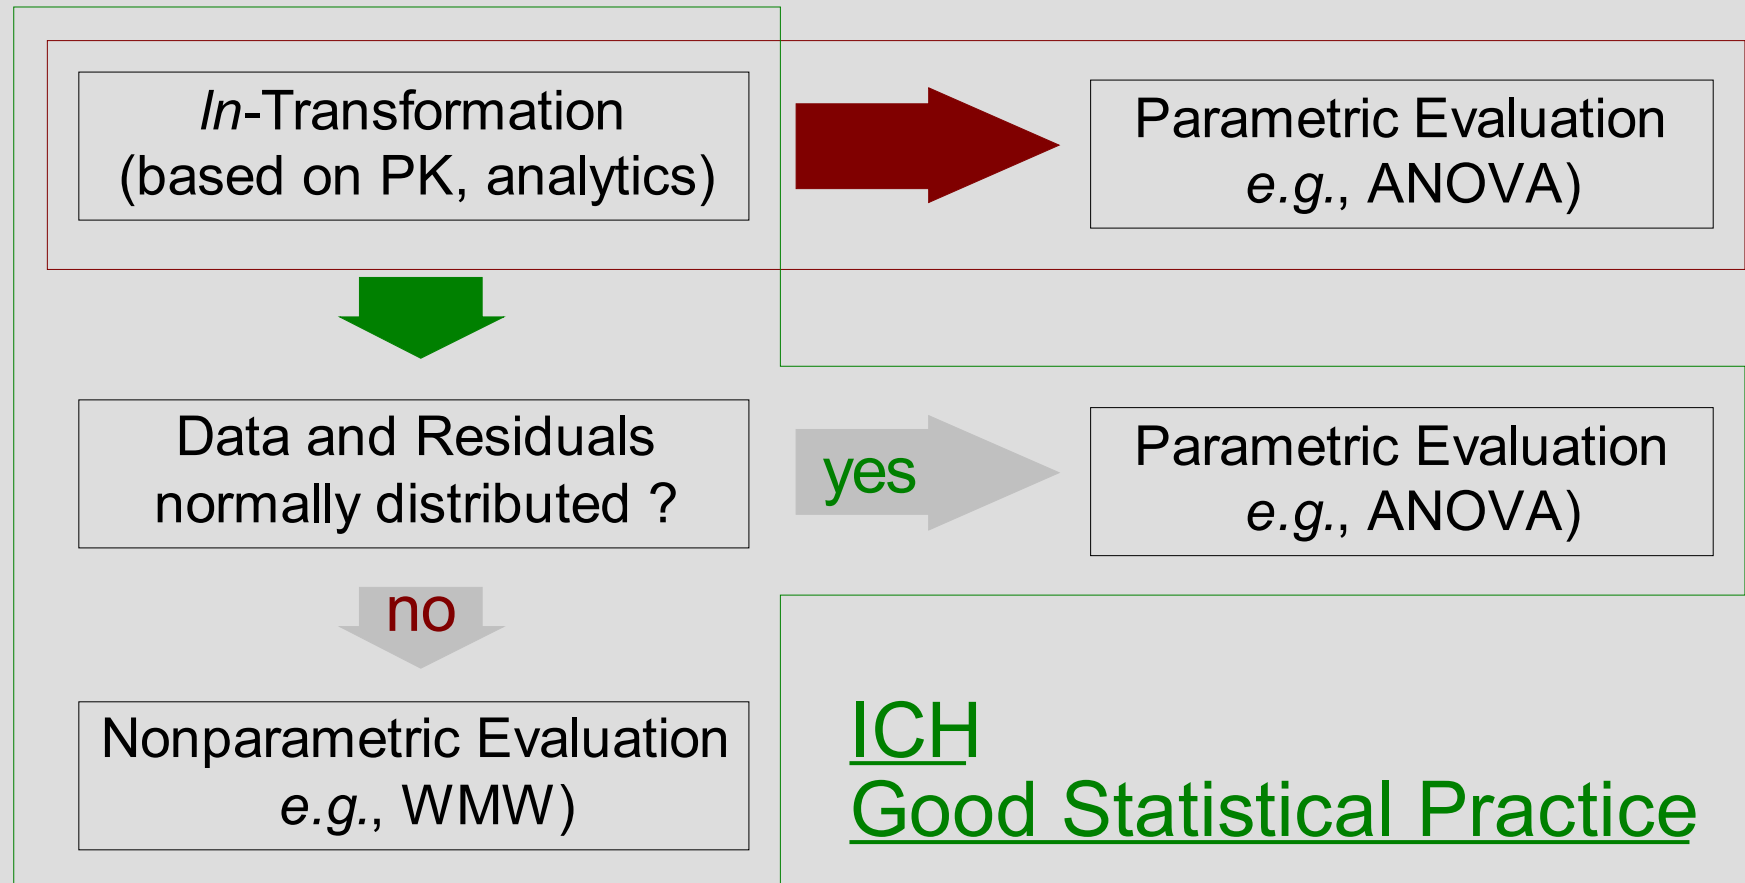 ln-Transformation
(based on PK, analytics)
Parametric Evaluation
e.g., ANOVA)
Data and Residuals
normally distributed ?
yes
Parametric Evaluation
e.g., ANOVA)
no
Nonparametric Evaluation
e.g., WMW)
ICH
Good Statistical Practice